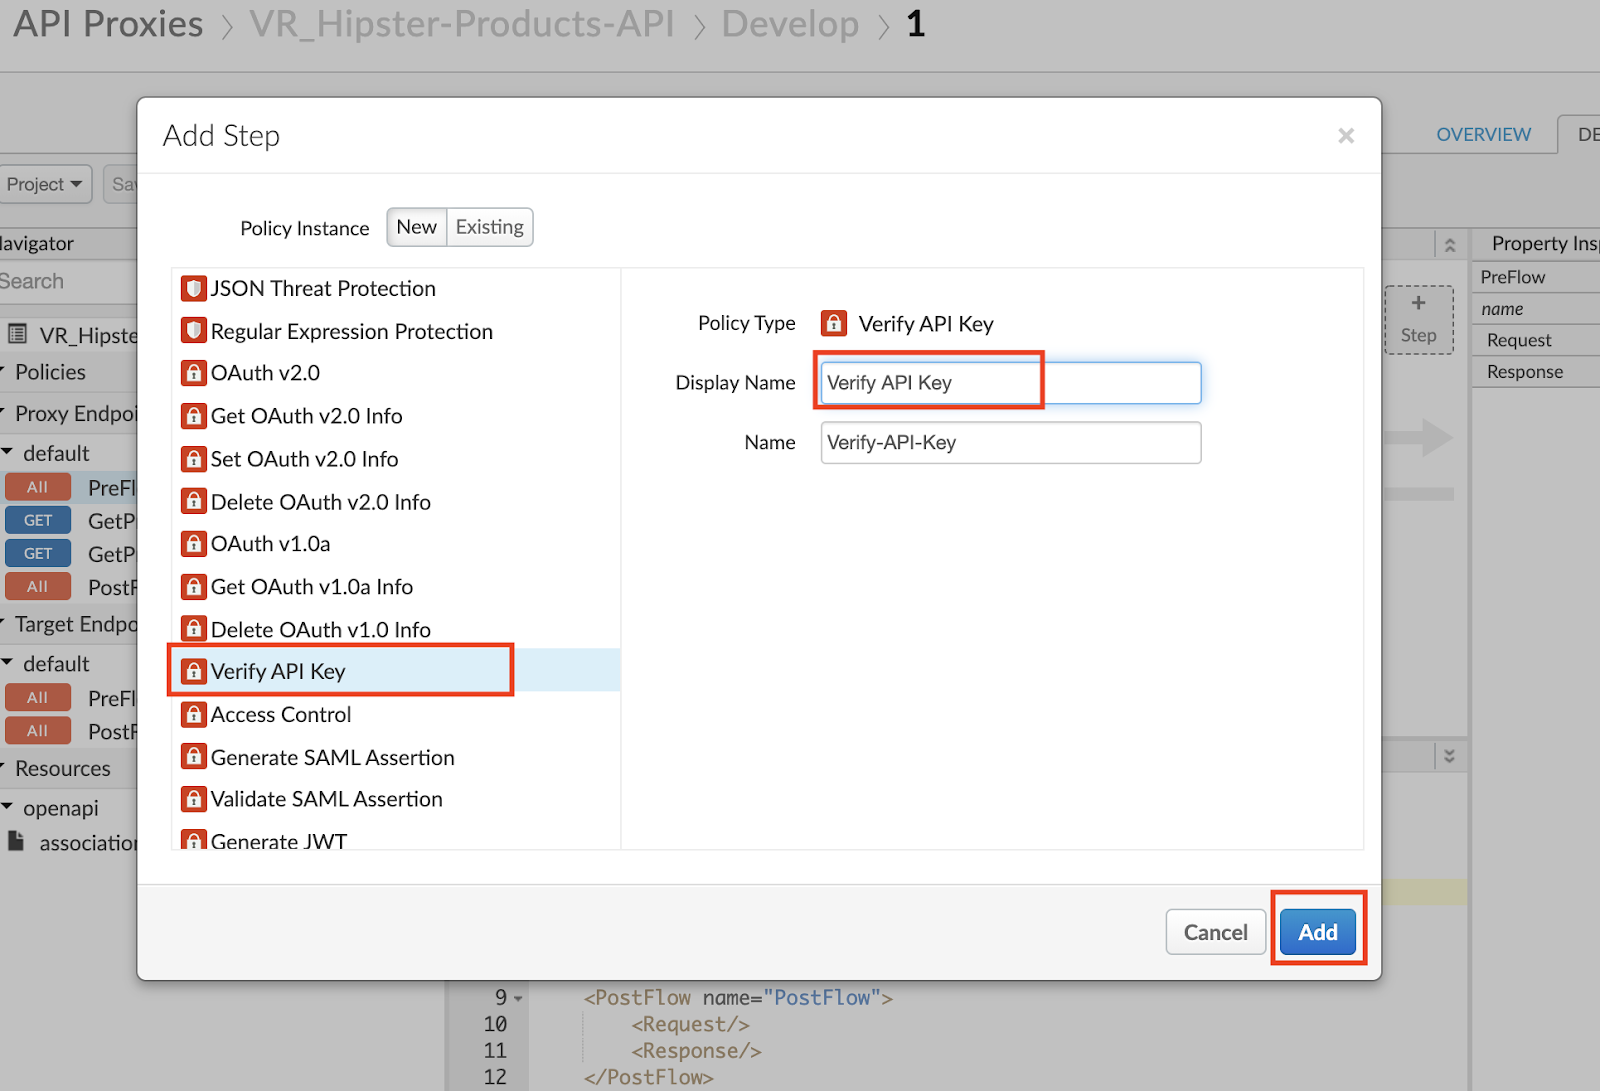 API Proxies > VR_Hipster-Products-API > Develop > 1
OVERVIEW
DE
Project
Sav
Add Step
×
Policy Instance
New
Existing
Navigator
Search
VR_Hipste
Policies
Proxy Endpoi
default
All PreFl
GET GetP
GET GetP
All PostF
Target Endpo
default
All PreFl
All PostF
Resources
openapi
association
JSON Threat Protection
Regular Expression Protection
OAuth v2.0
Get OAuth v2.0 Info
Set OAuth v2.0 Info
Delete OAuth v2.0 Info
OAuth v1.0a
Get OAuth v1.0a Info
Delete OAuth v1.0 Info
Verify API Key
Access Control
Generate SAML Assertion
Validate SAML Assertion
Generate JWT
Policy Type Verify API Key
Display Name Verify API Key
Name Verify-API-Key
Cancel
Add
+
Step
Property Insp
PreFlow
name
Request
Response
9 <PostFlow name="PostFlow">
10 <Request/>
11 <Response/>
12 </PostFlow>